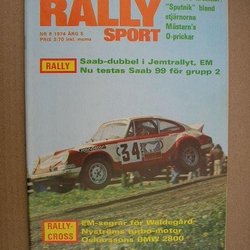 RALLY
SPORT
"Sputnik" bland
stjärnorna
Mästarn's
O-prickar
NR 8 1974 ÅRG 5
PRIS 3:70 inkl. moms
RALLY
Saab-dubbel i Jemtrallyt, EM
Nu testas Saab 99 för grupp 2
34
RALLY-
CROSS
EM-segrar för Waldegård
Nyströms turbo-motor
Oskarssons BMW 2800